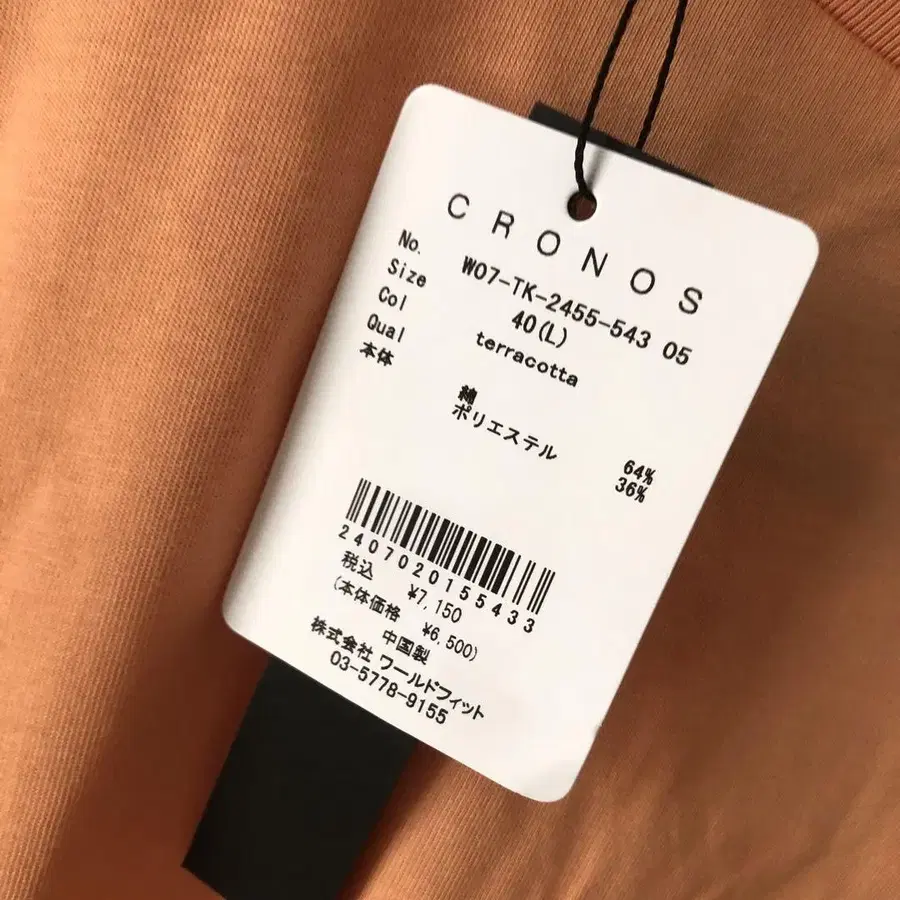 CRONOS
No. W07-TK-2455-543 05
Size 40(L)
Col terracotta
Qual
本体
綿 64%
ポリエステル 36%
2407020155433
税込 ¥7,150
(本体価格 ¥6,500)
中国製
株式会社 ワールドフィット
03-5778-9155